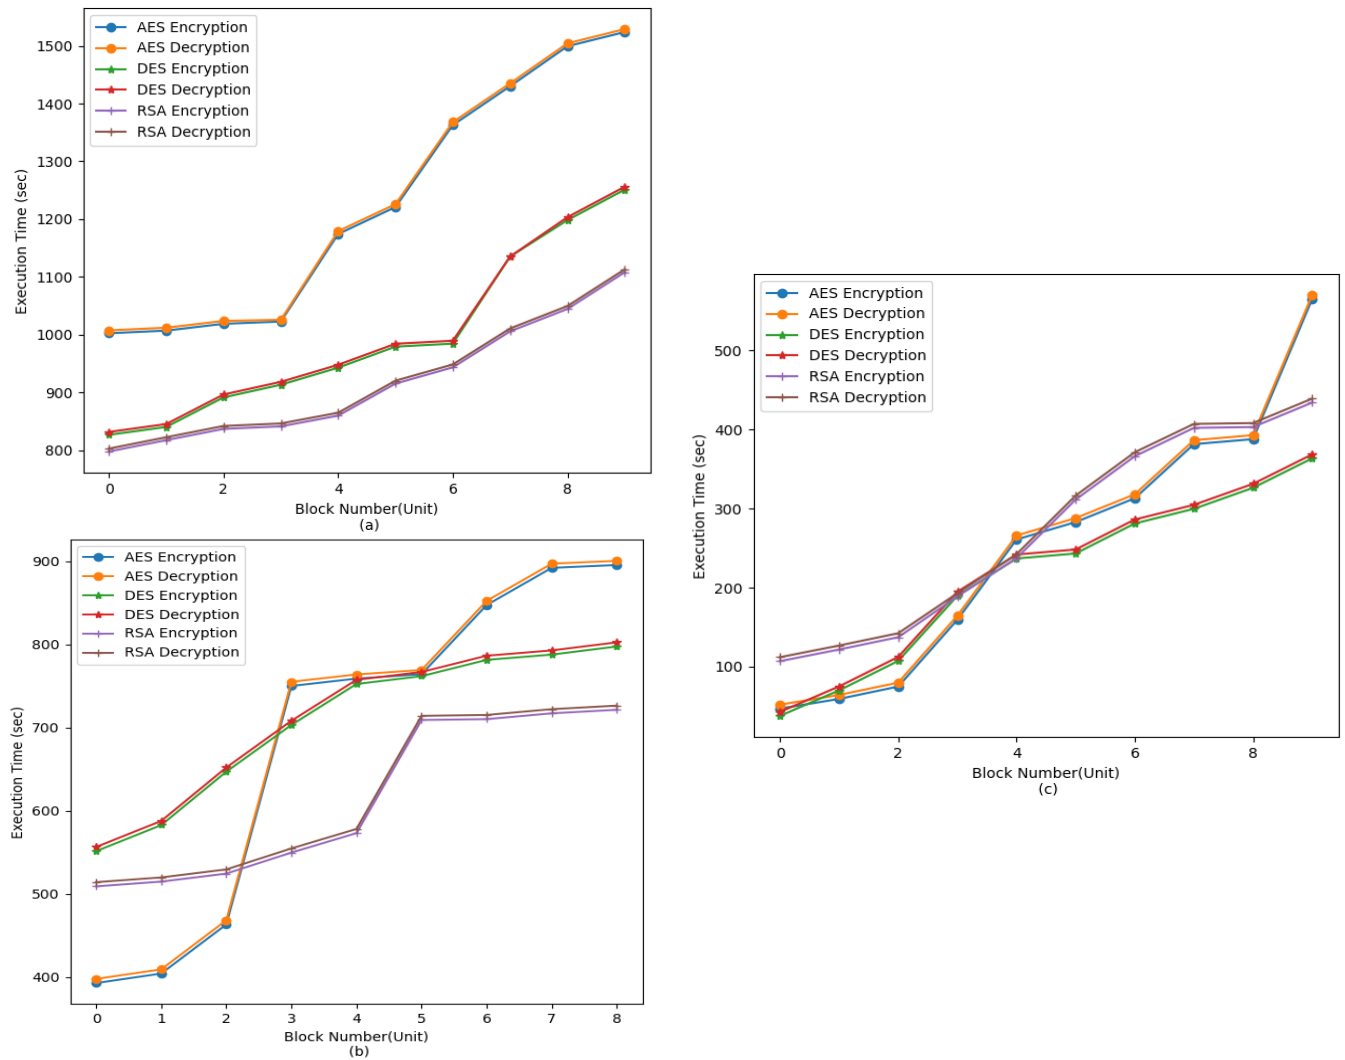 AES Encryption
AES Decryption
DES Encryption
DES Decryption
RSA Encryption
RSA Decryption
1500
1400
1300
1200
1100
1000
900
800
Execution Time (sec)
0 2 4 6 8
Block Number(Unit)
(a)
AES Encryption
AES Decryption
DES Encryption
DES Decryption
RSA Encryption
RSA Decryption
900
800
700
600
500
400
Execution Time (sec)
0 1 2 3 4 5 6 7 8
Block Number(Unit)
(b)
AES Encryption
AES Decryption
DES Encryption
DES Decryption
RSA Encryption
RSA Decryption
500
400
300
200
100
Execution Time (sec)
0 2 4 6 8
Block Number(Unit)
(c)